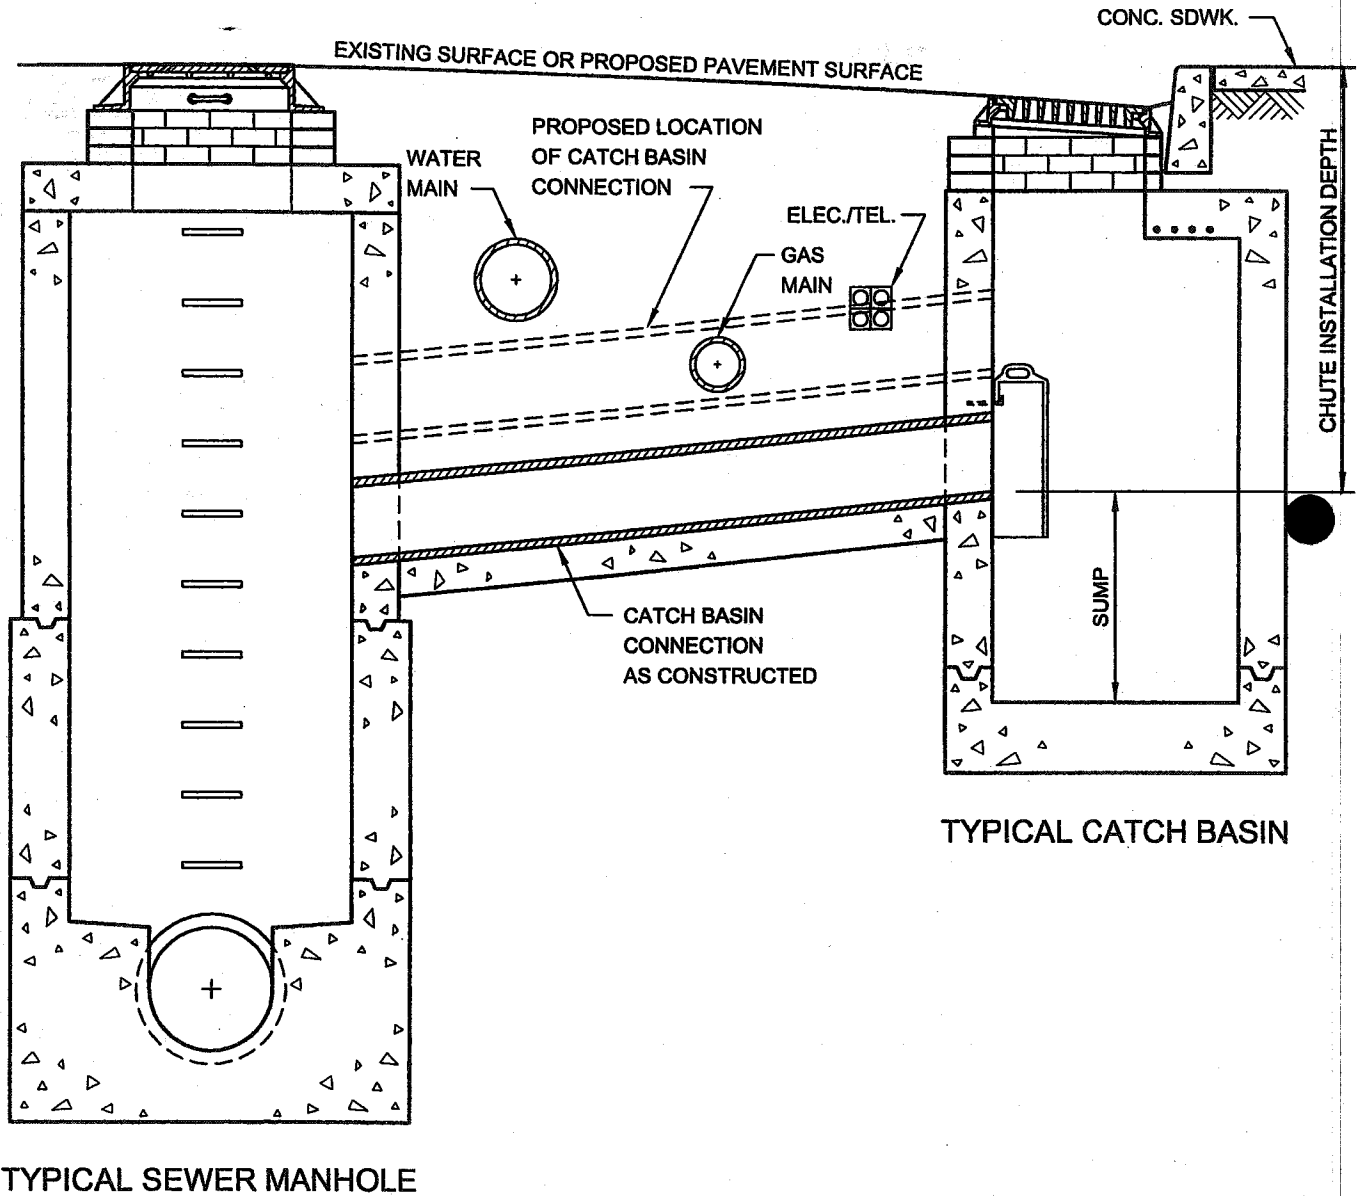 CONC. SDWK.
EXISTING SURFACE OR PROPOSED PAVEMENT SURFACE
PROPOSED LOCATION
OF CATCH BASIN
CONNECTION
WATER
MAIN
ELEC./TEL.
GAS
MAIN
CHUTE INSTALLATION DEPTH
SUMP
CATCH BASIN
CONNECTION
AS CONSTRUCTED
TYPICAL CATCH BASIN
TYPICAL SEWER MANHOLE